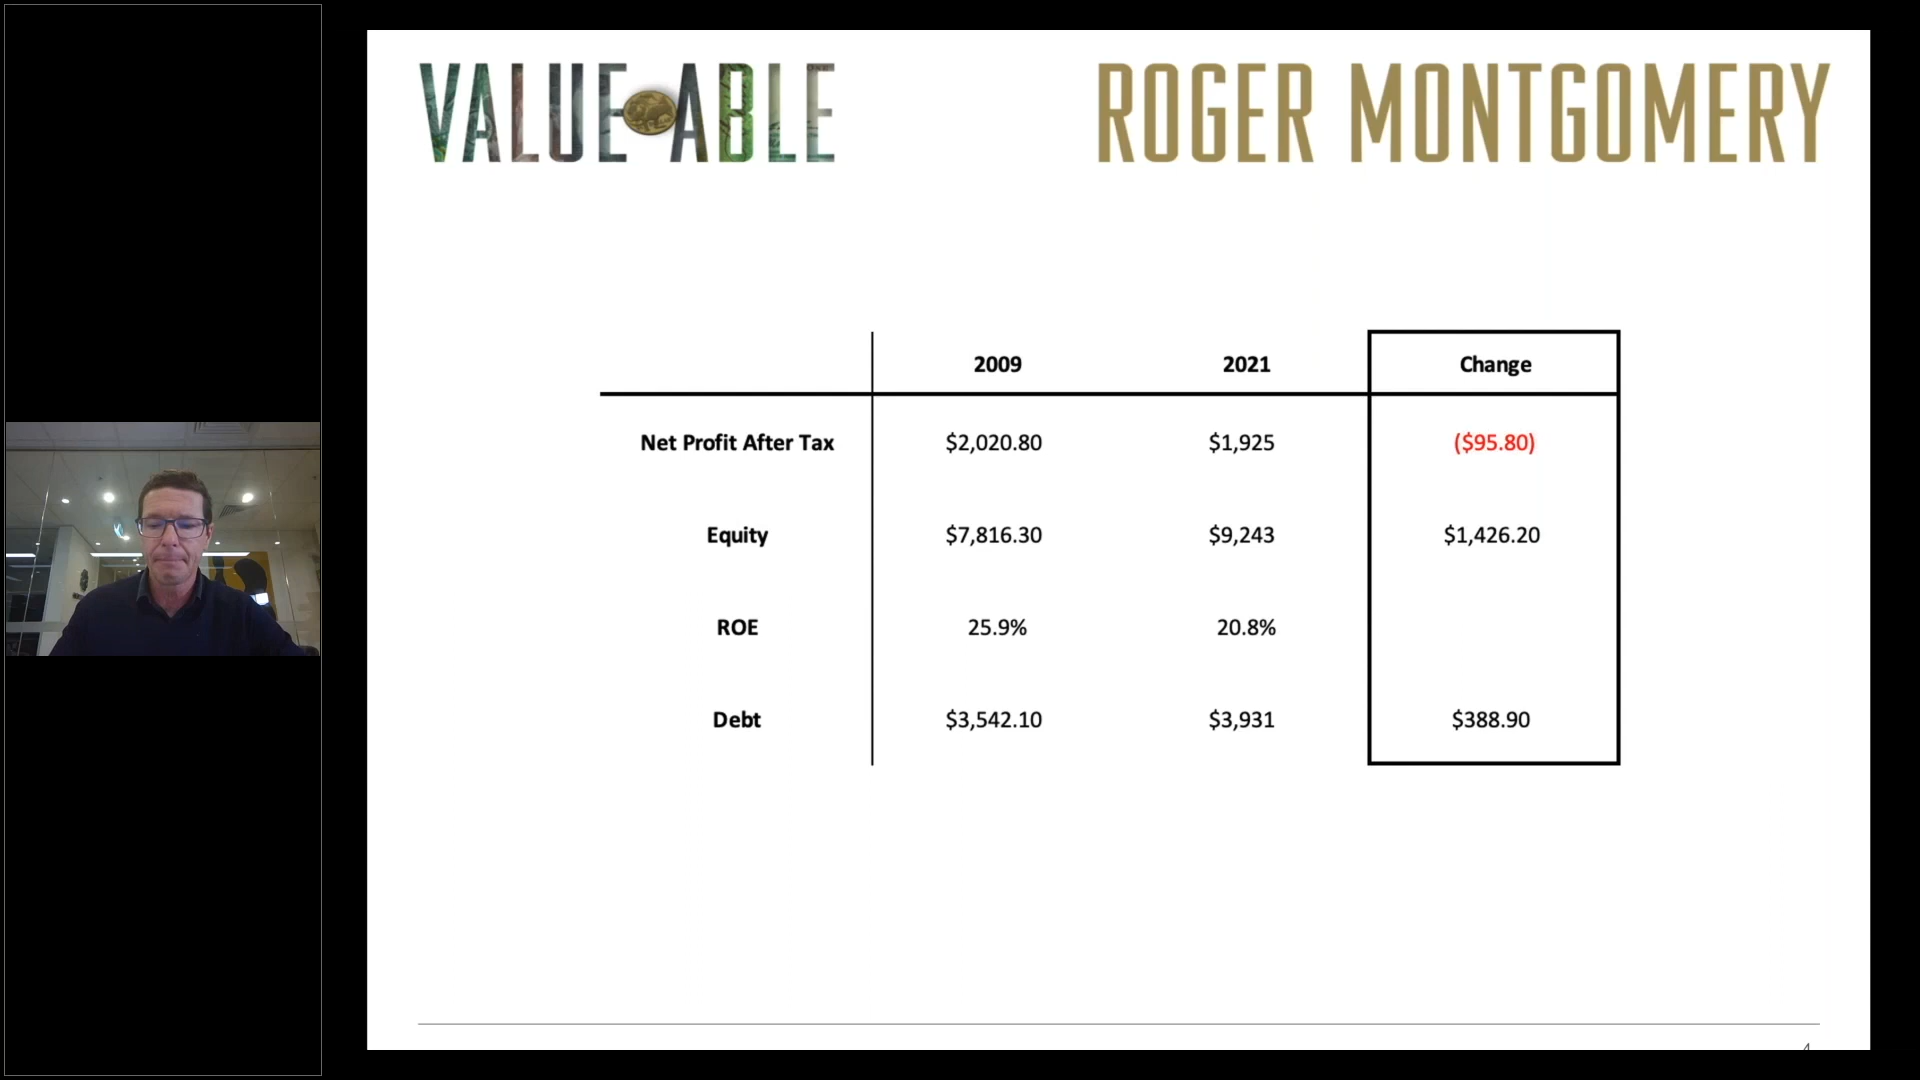 VALUE ABLE
ROGER MONTGOMERY
2009 2021 Change
Net Profit After Tax $2,020.80 $1,925 ($95.80)
Equity $7,816.30 $9,243 $1,426.20
ROE 25.9% 20.8%
Debt $3,542.10 $3,931 $388.90
4